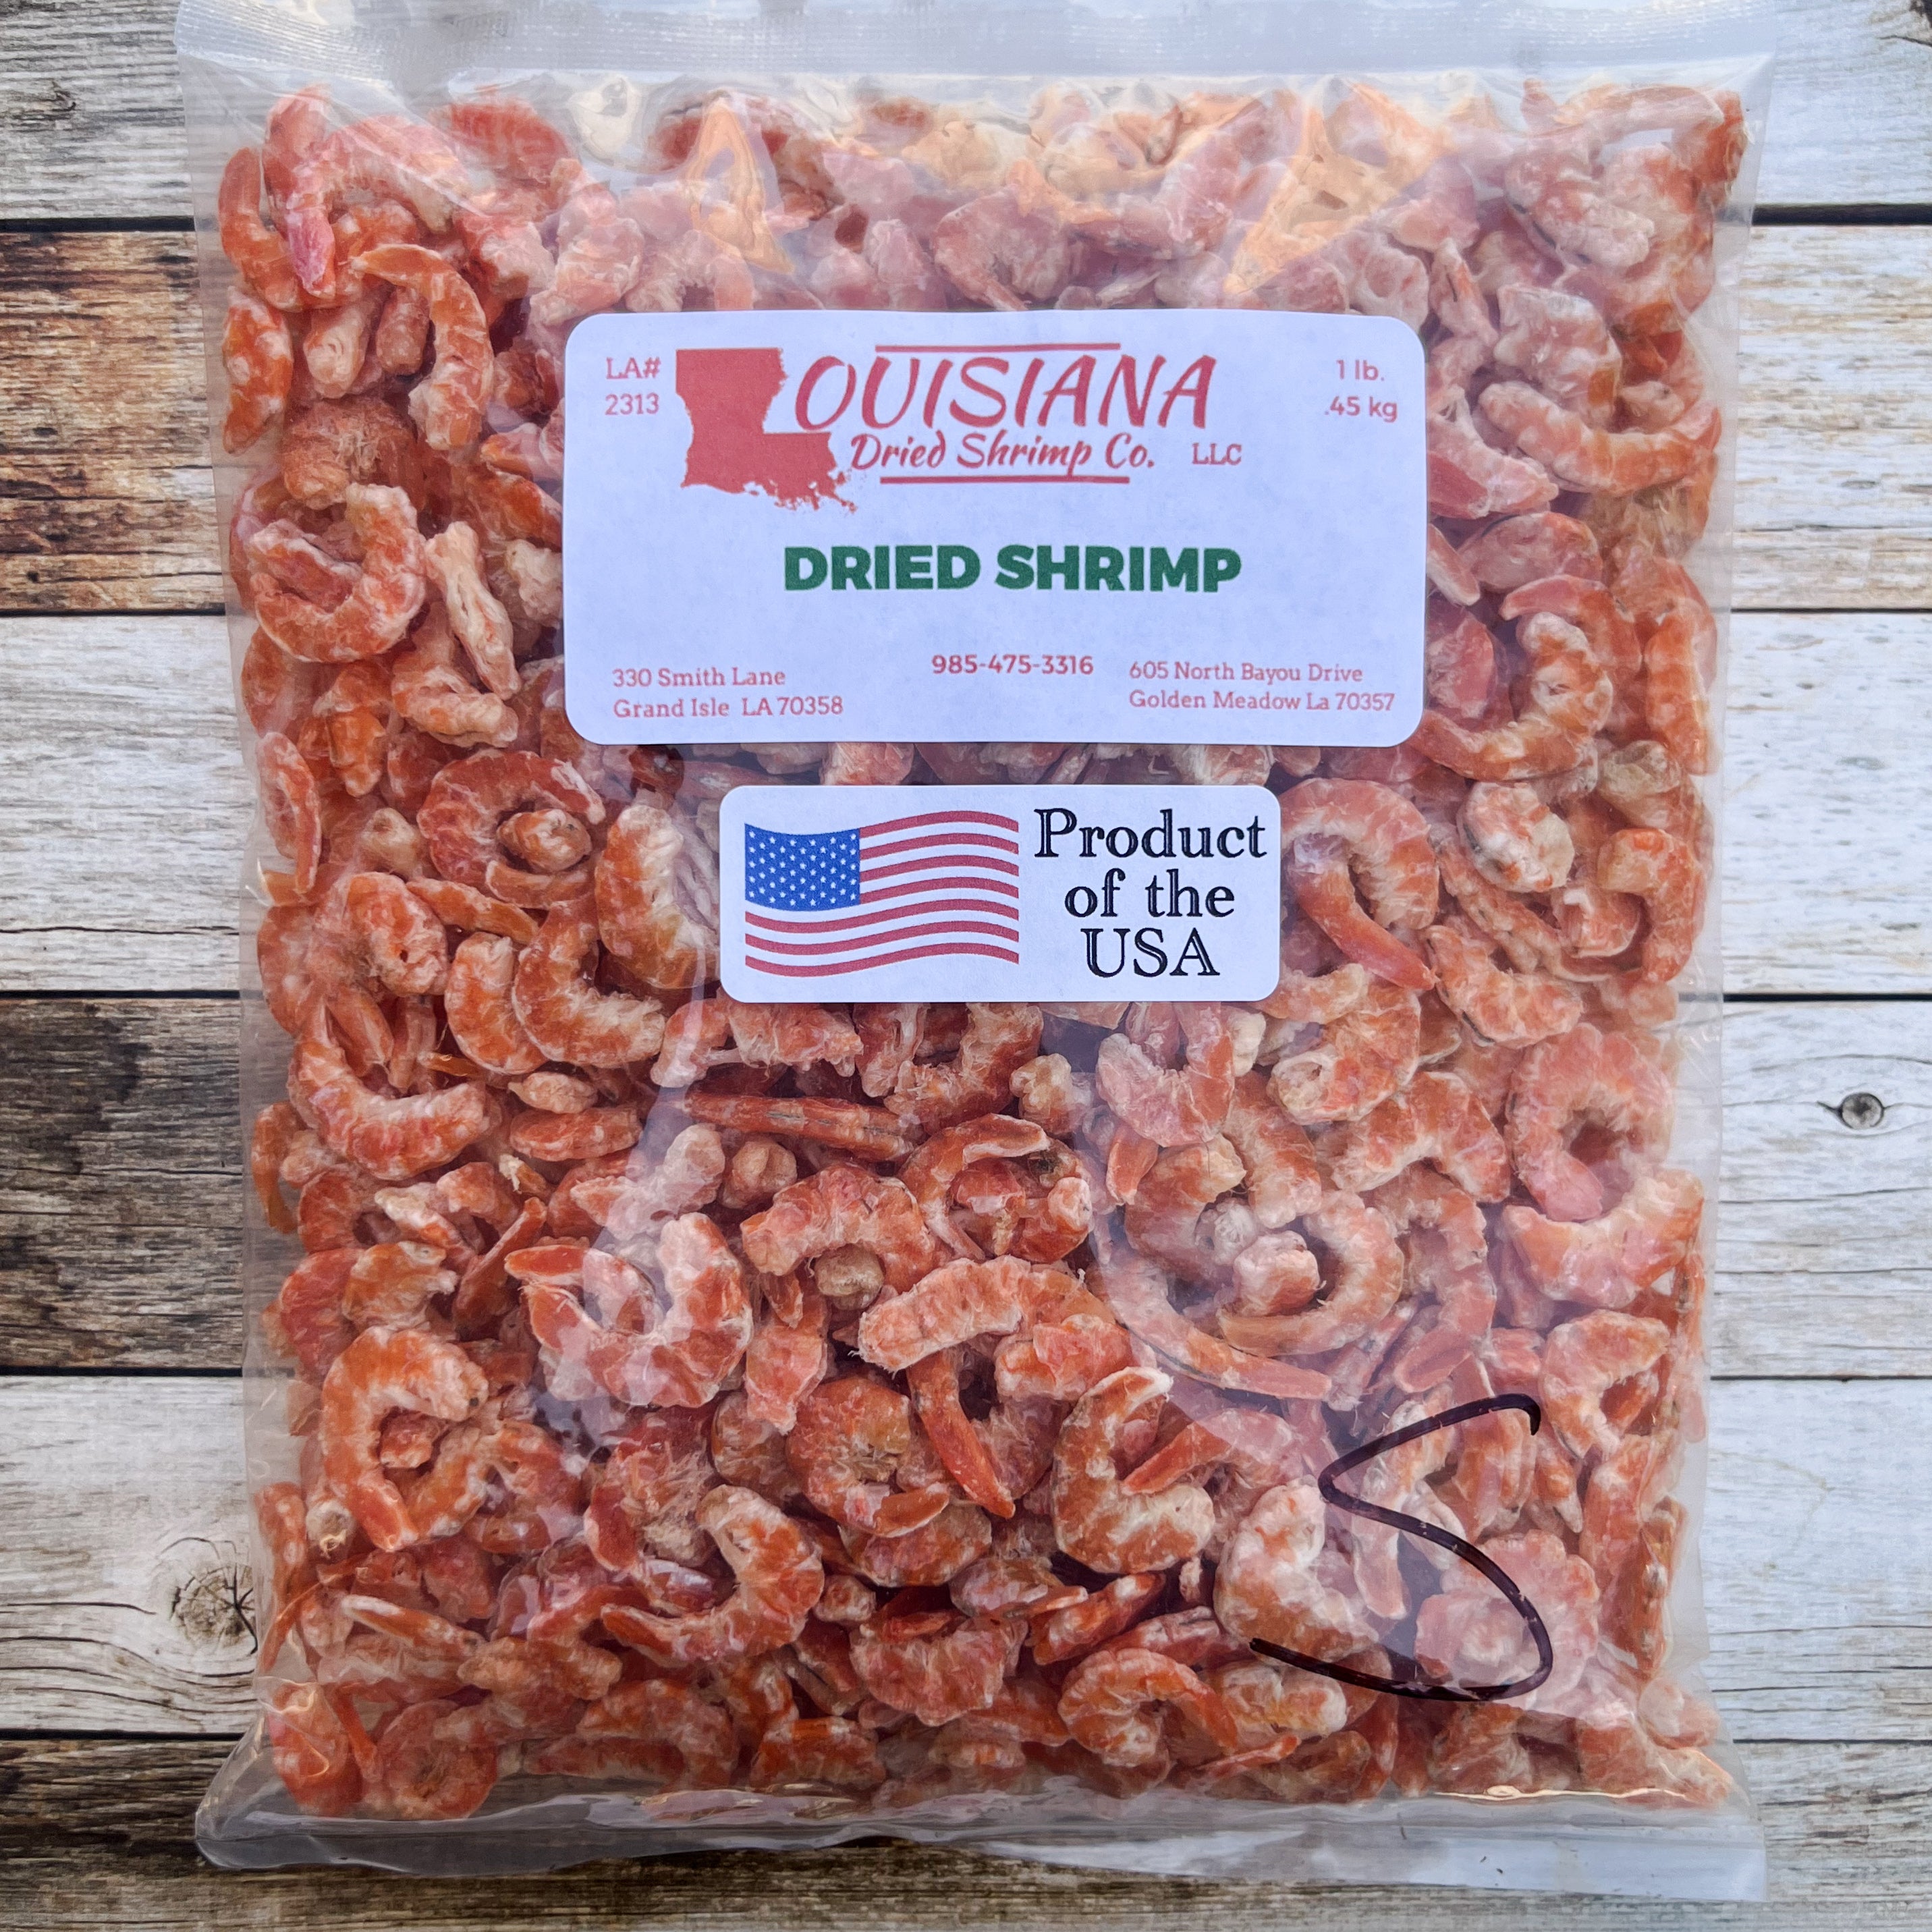 LA#
2313
LOUISIANA
Dried Shrimp Co. LLC
1 lb.
.45 kg
DRIED SHRIMP
330 Smith Lane
Grand Isle LA 70358
985-475-3316
605 North Bayou Drive
Golden Meadow La 70357
Product
of the
USA
S